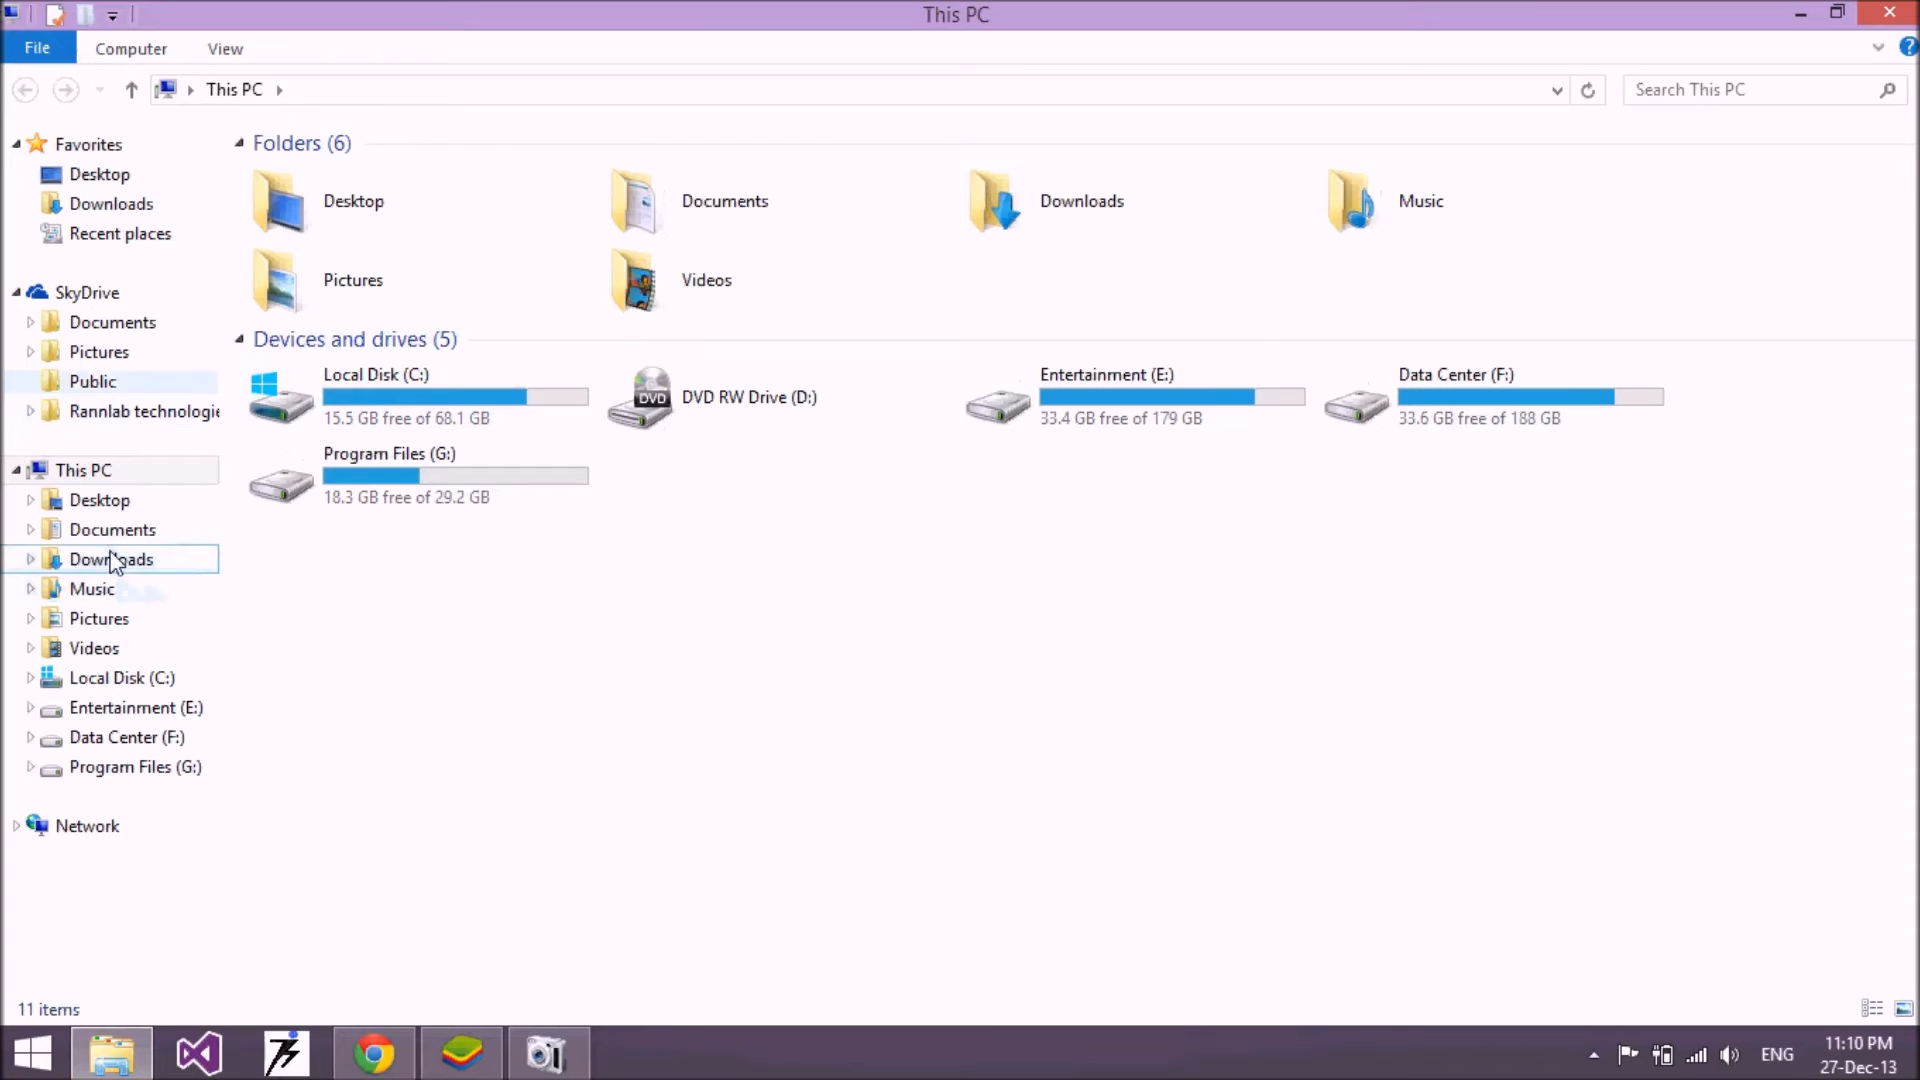 This PC
File Computer View
This PC
Search This PC
Favorites
Desktop
Downloads
Recent places
SkyDrive
Documents
Pictures
Public
Rannlab technologie
This PC
Desktop
Documents
Downloads
Music
Pictures
Videos
Local Disk (C:)
Entertainment (E:)
Data Center (F:)
Program Files (G:)
Network
Folders (6)
Desktop
Documents
Downloads
Music
Pictures
Videos
Devices and drives (5)
Local Disk (C:)
15.5 GB free of 68.1 GB
DVD
DVD RW Drive (D:)
Entertainment (E:)
33.4 GB free of 179 GB
Data Center (F:)
33.6 GB free of 188 GB
Program Files (G:)
18.3 GB free of 29.2 GB
11 items
ENG
11:10 PM
27-Dec-13